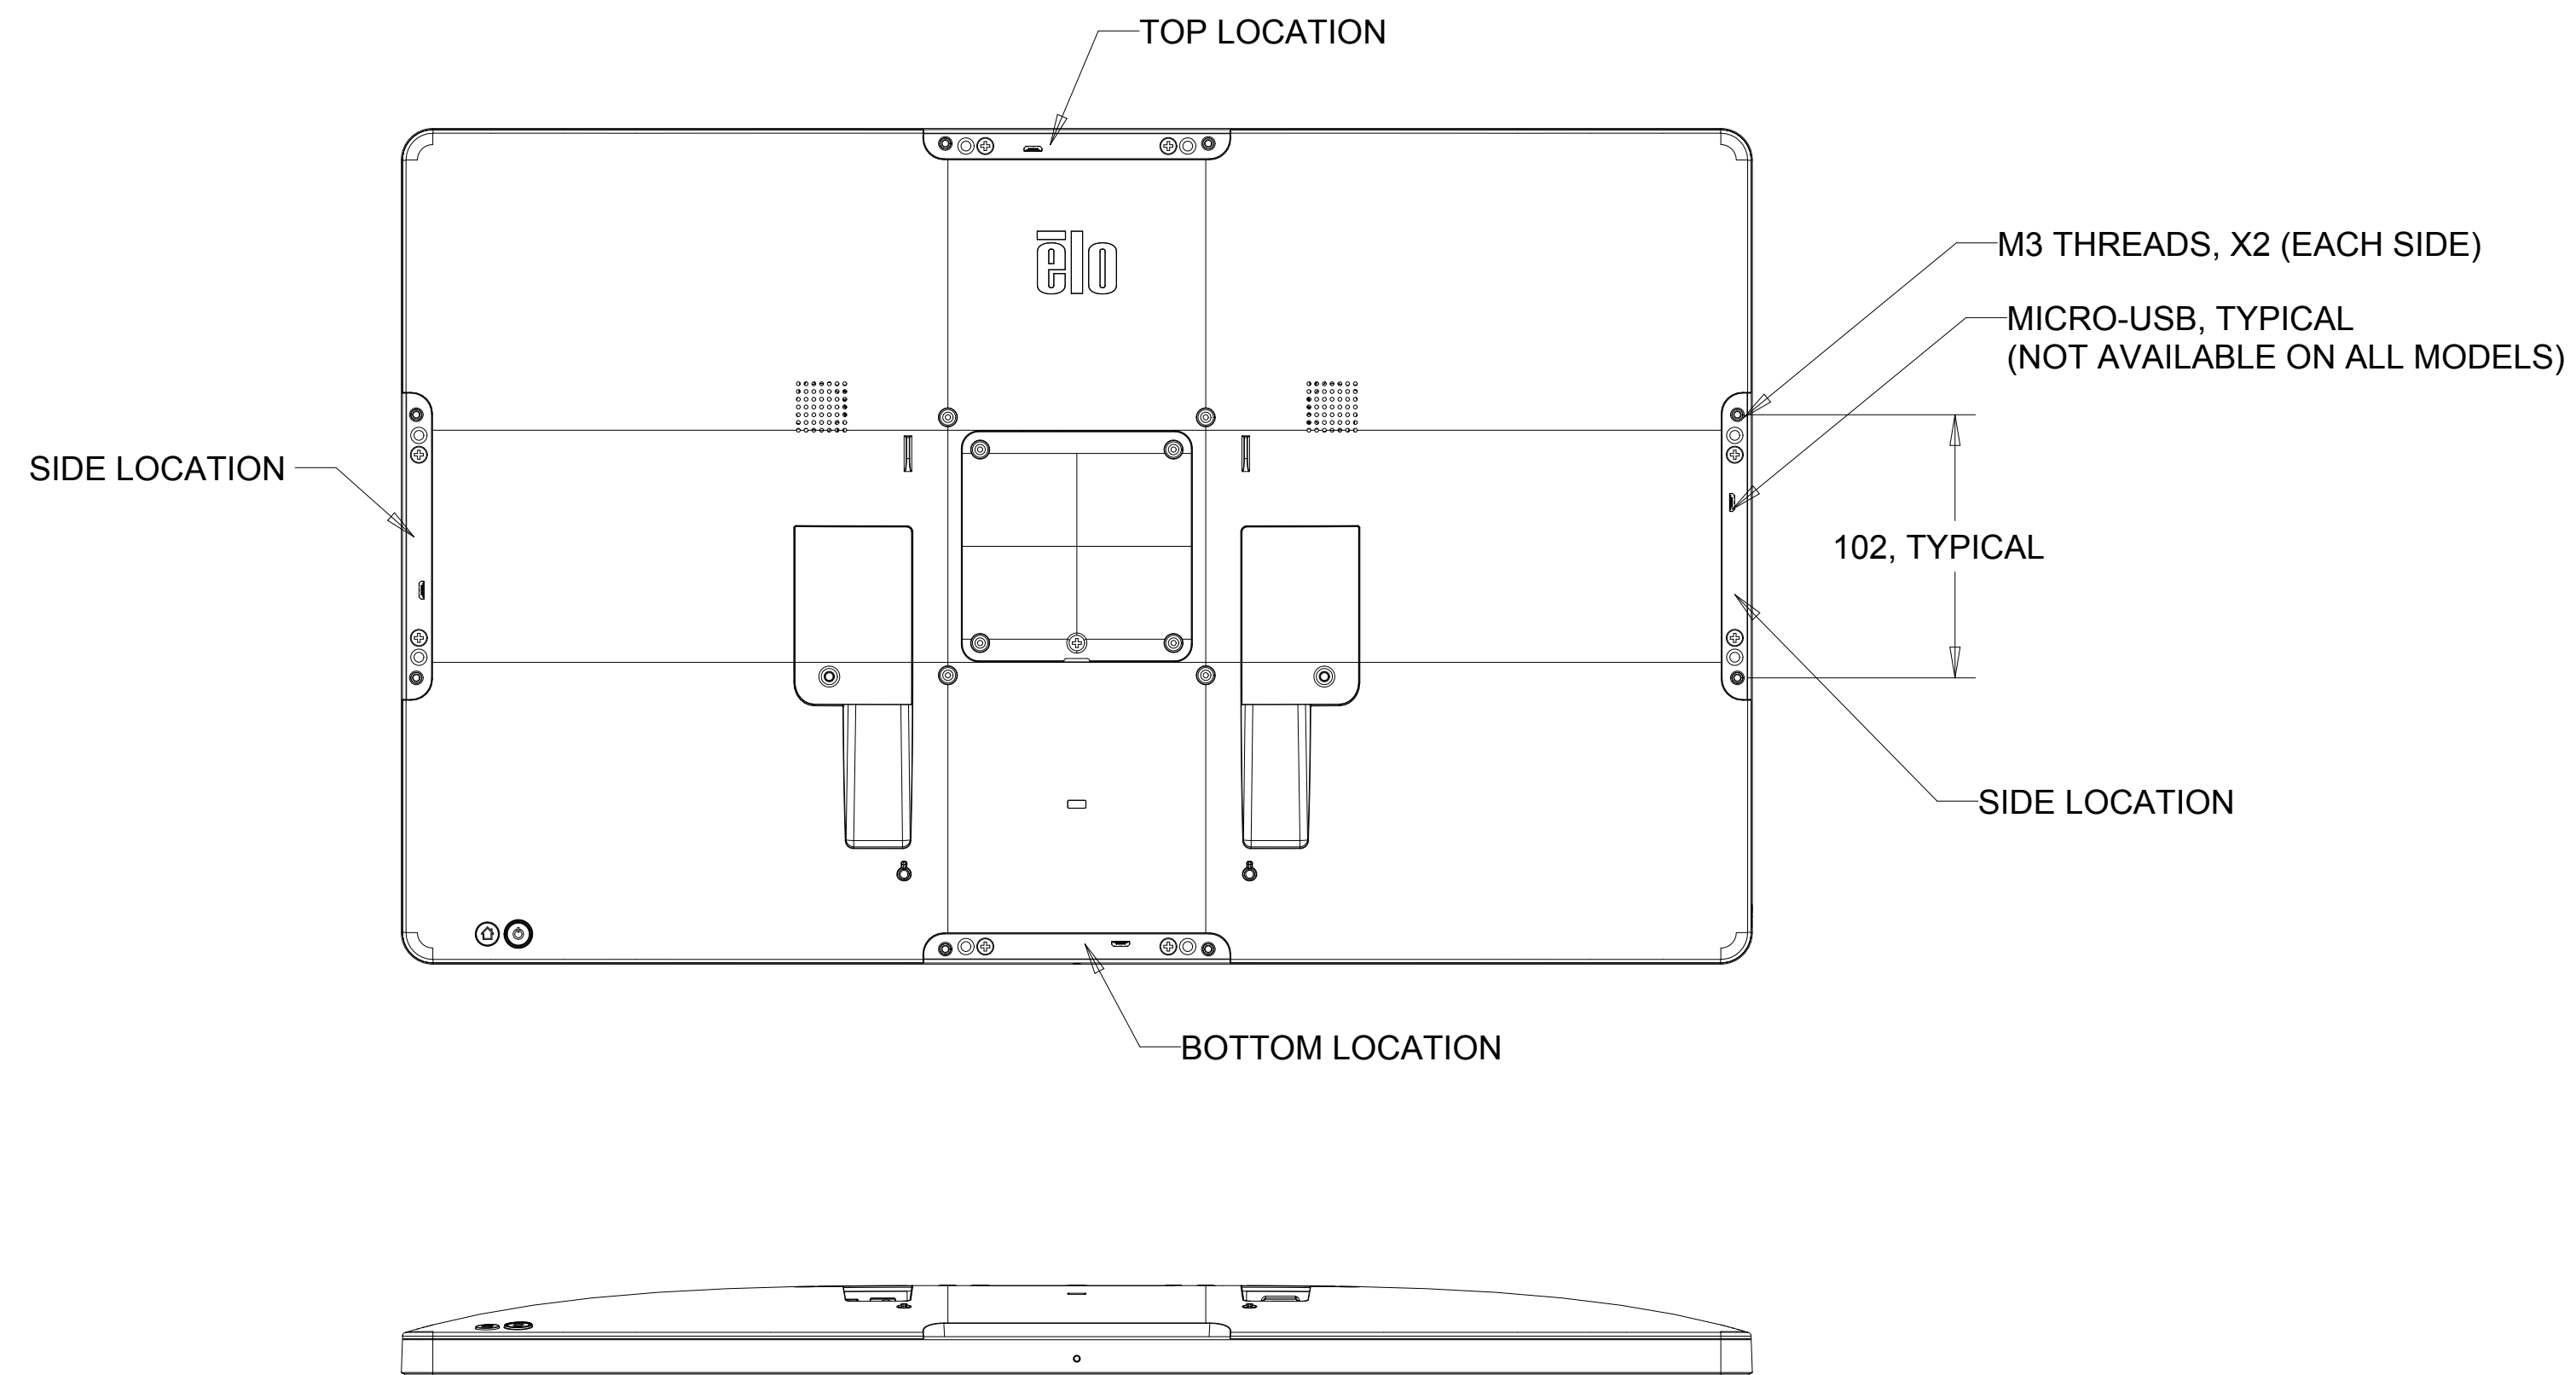 TOP LOCATION
ēlo
M3 THREADS, X2 (EACH SIDE)
MICRO-USB, TYPICAL
(NOT AVAILABLE ON ALL MODELS)
SIDE LOCATION
102, TYPICAL
SIDE LOCATION
BOTTOM LOCATION